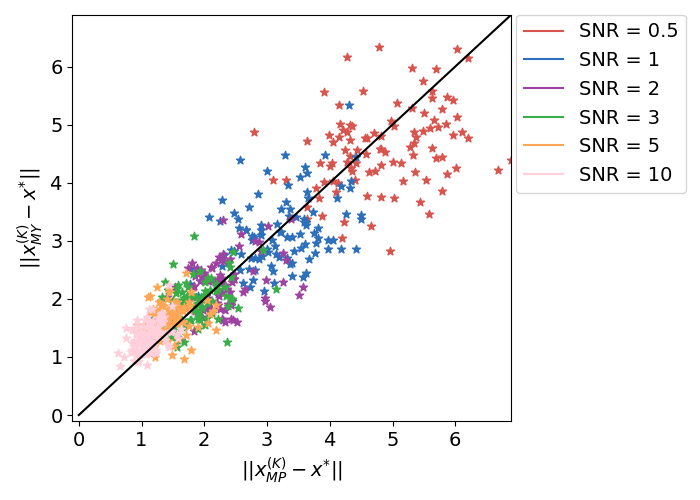 SNR = 0.5
SNR = 1
SNR = 2
SNR = 3
SNR = 5
SNR = 10
6
5
4
3
2
1
0
||x_{MY}^{(K)} − x^*||
0 1 2 3 4 5 6
||x_{MP}^{(K)} − x^*||